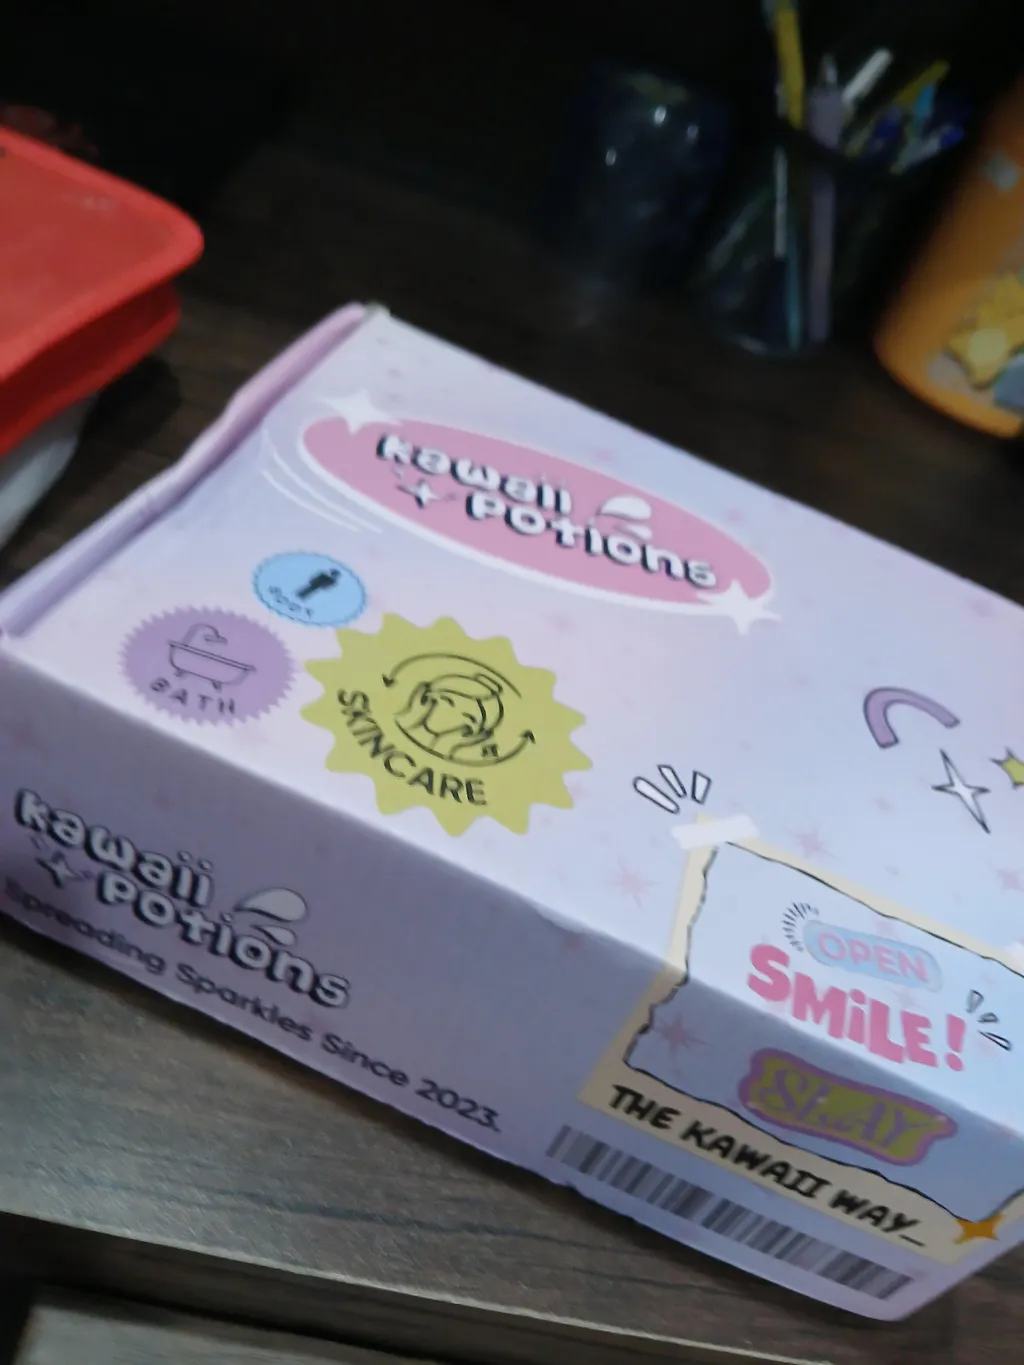 kawaii
potions
BODY
BATH
SKINCARE
OPEN
SMiLE!
SLAY
THE KAWAII WAY_
kawaii
potions
Spreading Sparkles Since 2023.